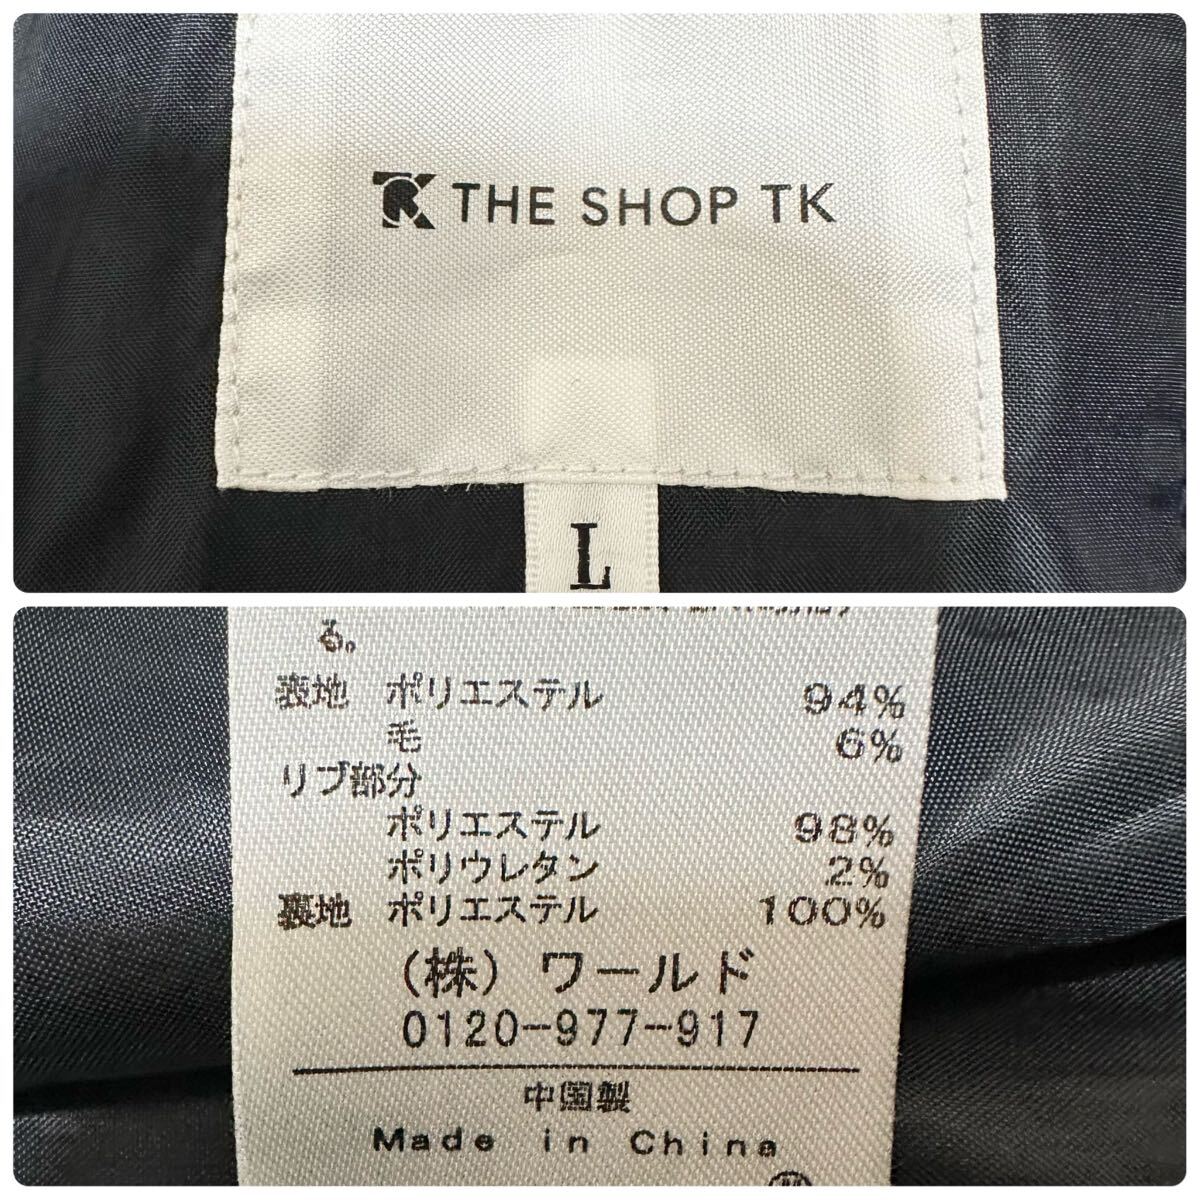 TK THE SHOP TK
L
る。
表地 ポリエステル 94%
毛 6%
リブ部分
ポリエステル 98%
ポリウレタン 2%
裏地 ポリエステル 100%
(株) ワールド
0120-977-917
中国製
Made in China